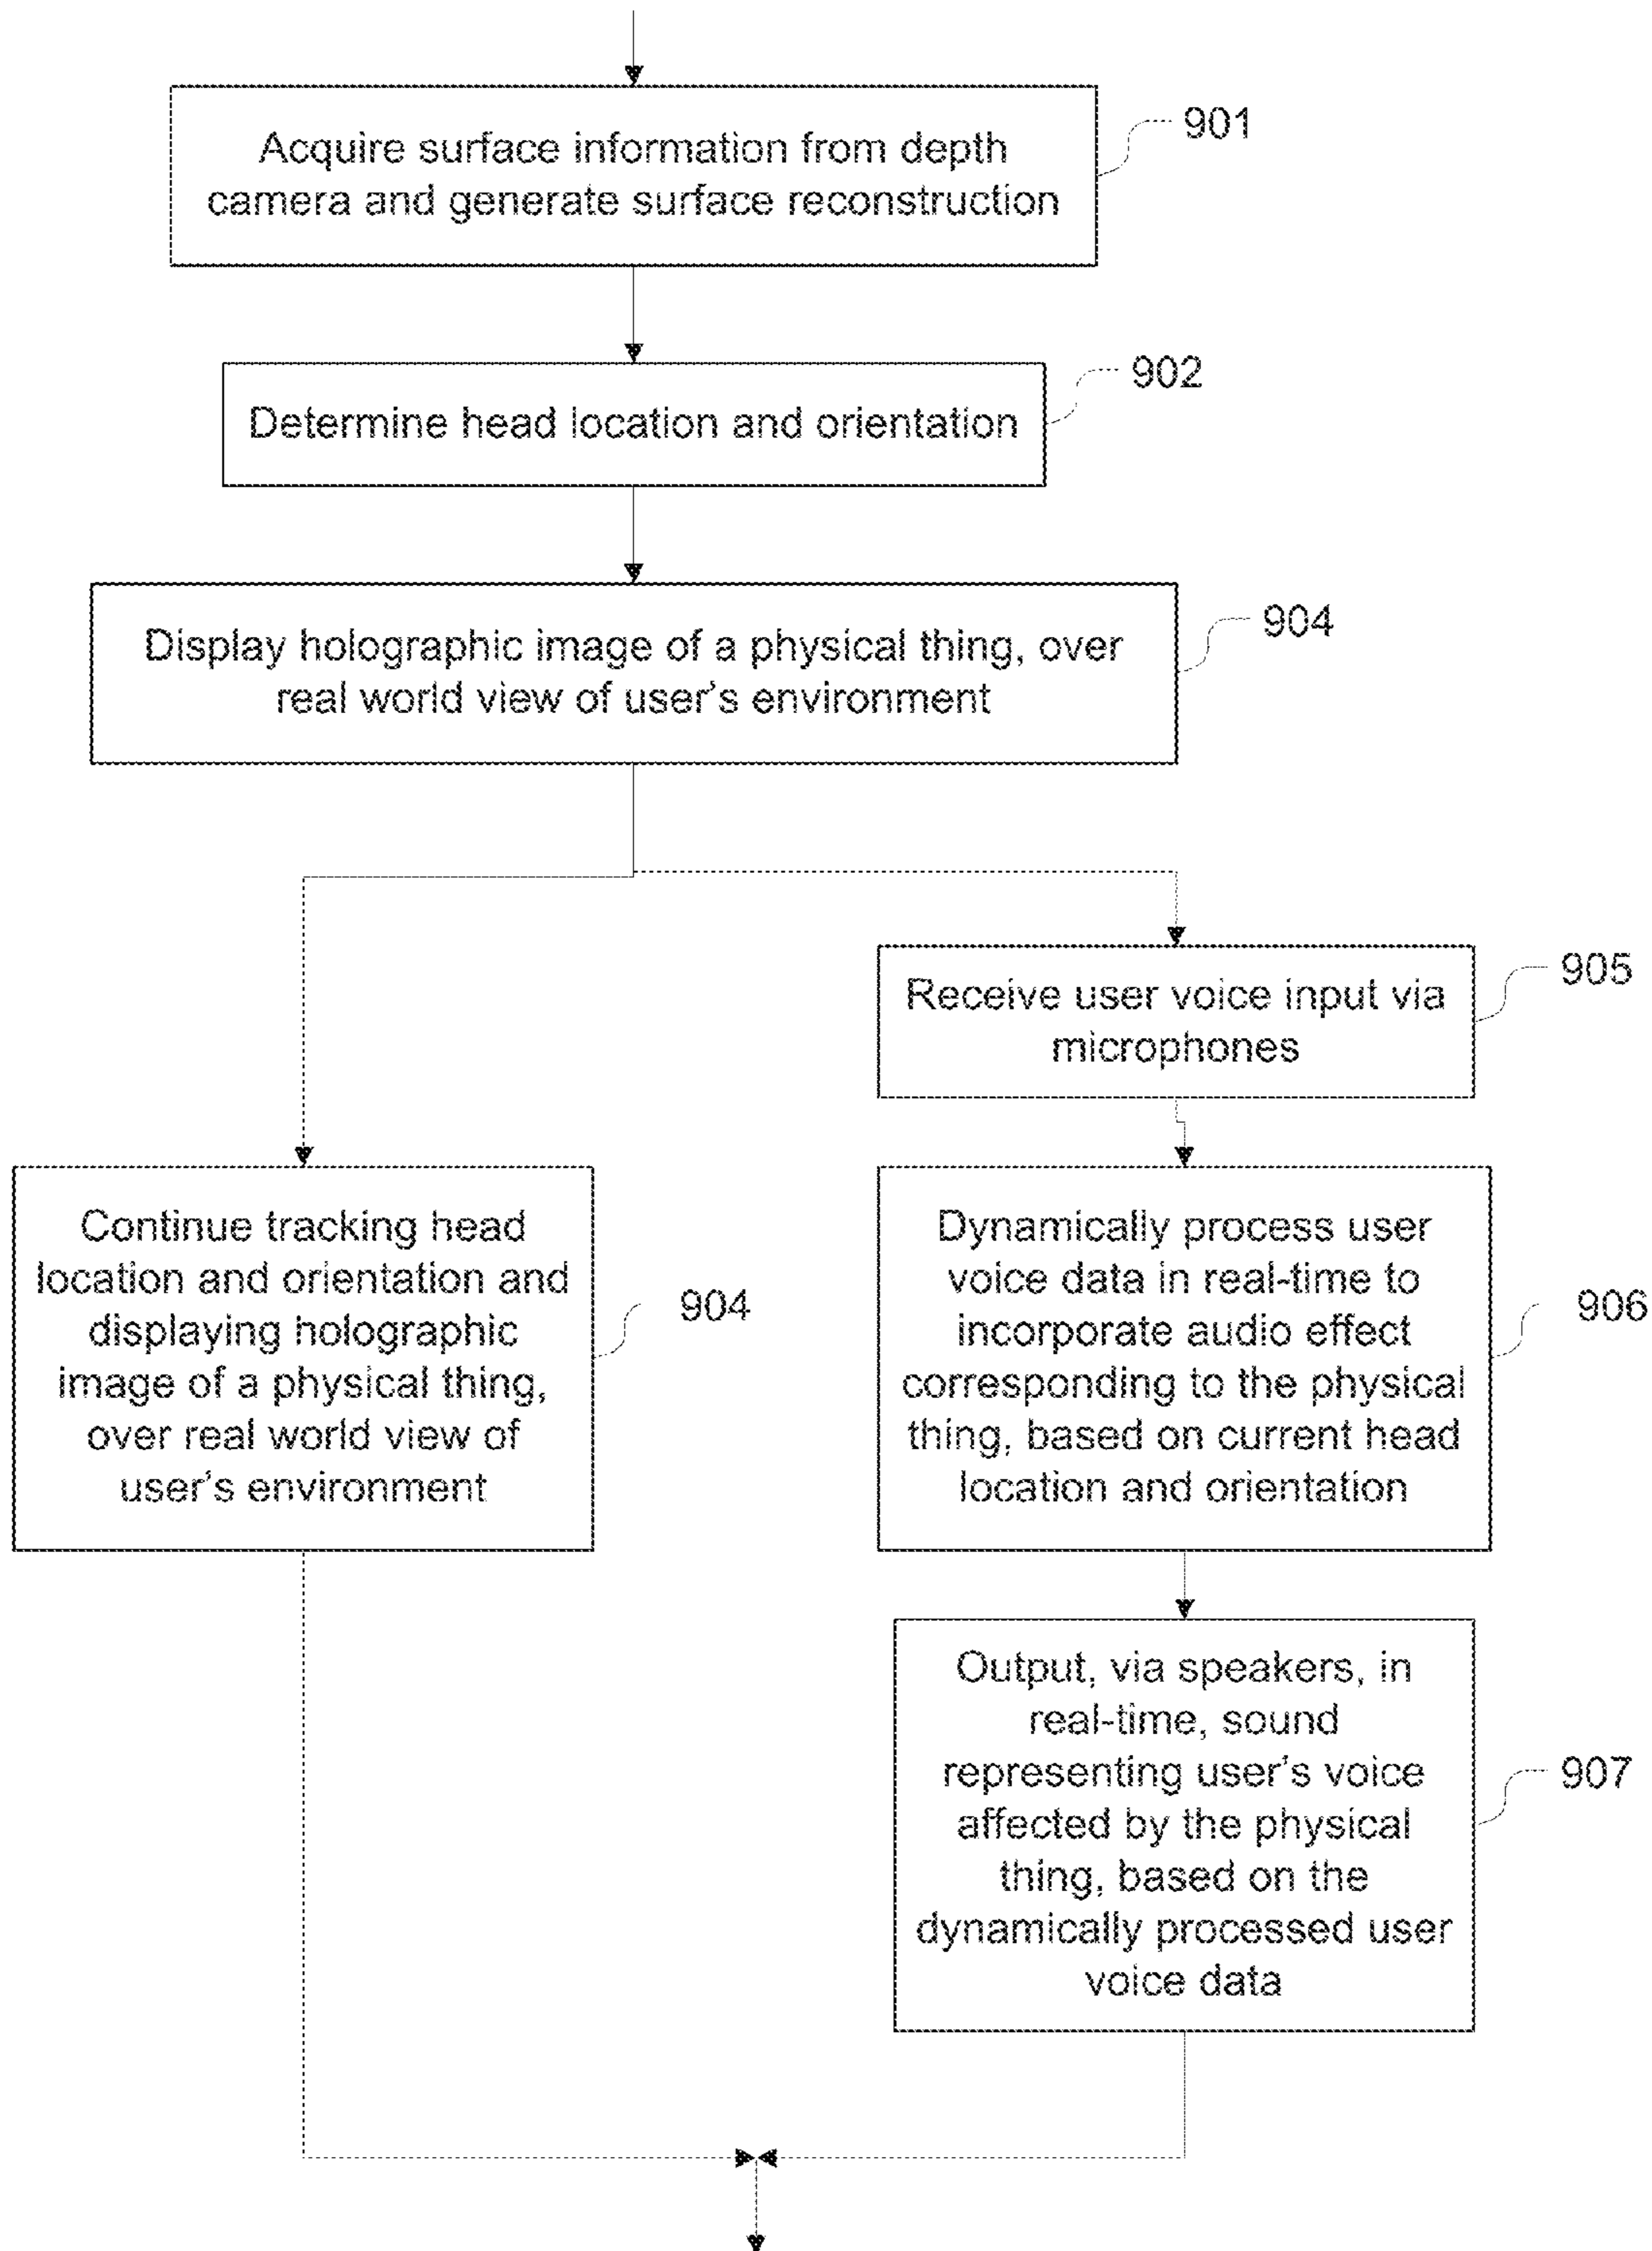 Acquire surface information from depth
camera and generate surface reconstruction
901
Determine head location and orientation
902
Display holographic image of a physical thing, over
real world view of user's environment
904
Receive user voice input via
microphones
905
Continue tracking head
location and orientation and
displaying holographic
image of a physical thing,
over real world view of
user's environment
904
Dynamically process user
voice data in real-time to
incorporate audio effect
corresponding to the physical
thing, based on current head
location and orientation
906
Output, via speakers, in
real-time, sound
representing user's voice
affected by the physical
thing, based on the
dynamically processed user
voice data
907